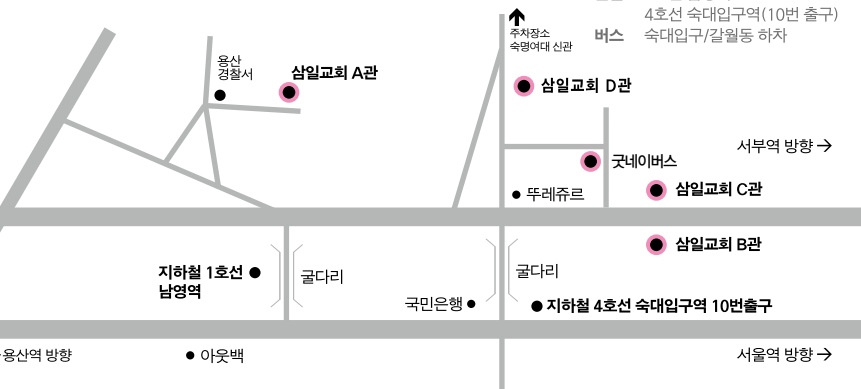 4호선 숙대입구역(10번 출구)
버스 숙대입구/갈월동 하차
주차장소
숙명여대 신관
용산
경찰서
삼일교회 A관
삼일교회 D관
서부역 방향→
굿네이버스
삼일교회 C관
뚜레쥬르
삼일교회 B관
지하철 1호선
남영역
굴다리
굴다리
국민은행
지하철 4호선 숙대입구역 10번출구
용산역 방향
아웃백
서울역 방향→